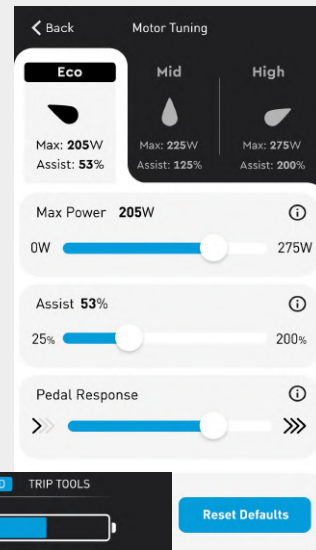 Back Motor Tuning
Eco Mid High
Max: 205W Max: 225W Max: 275W
Assist: 53% Assist: 125% Assist: 200%
Max Power 205W
0W 275W
Assist 53%
25% 200%
Pedal Response
TRIP TOOLS
Reset Defaults